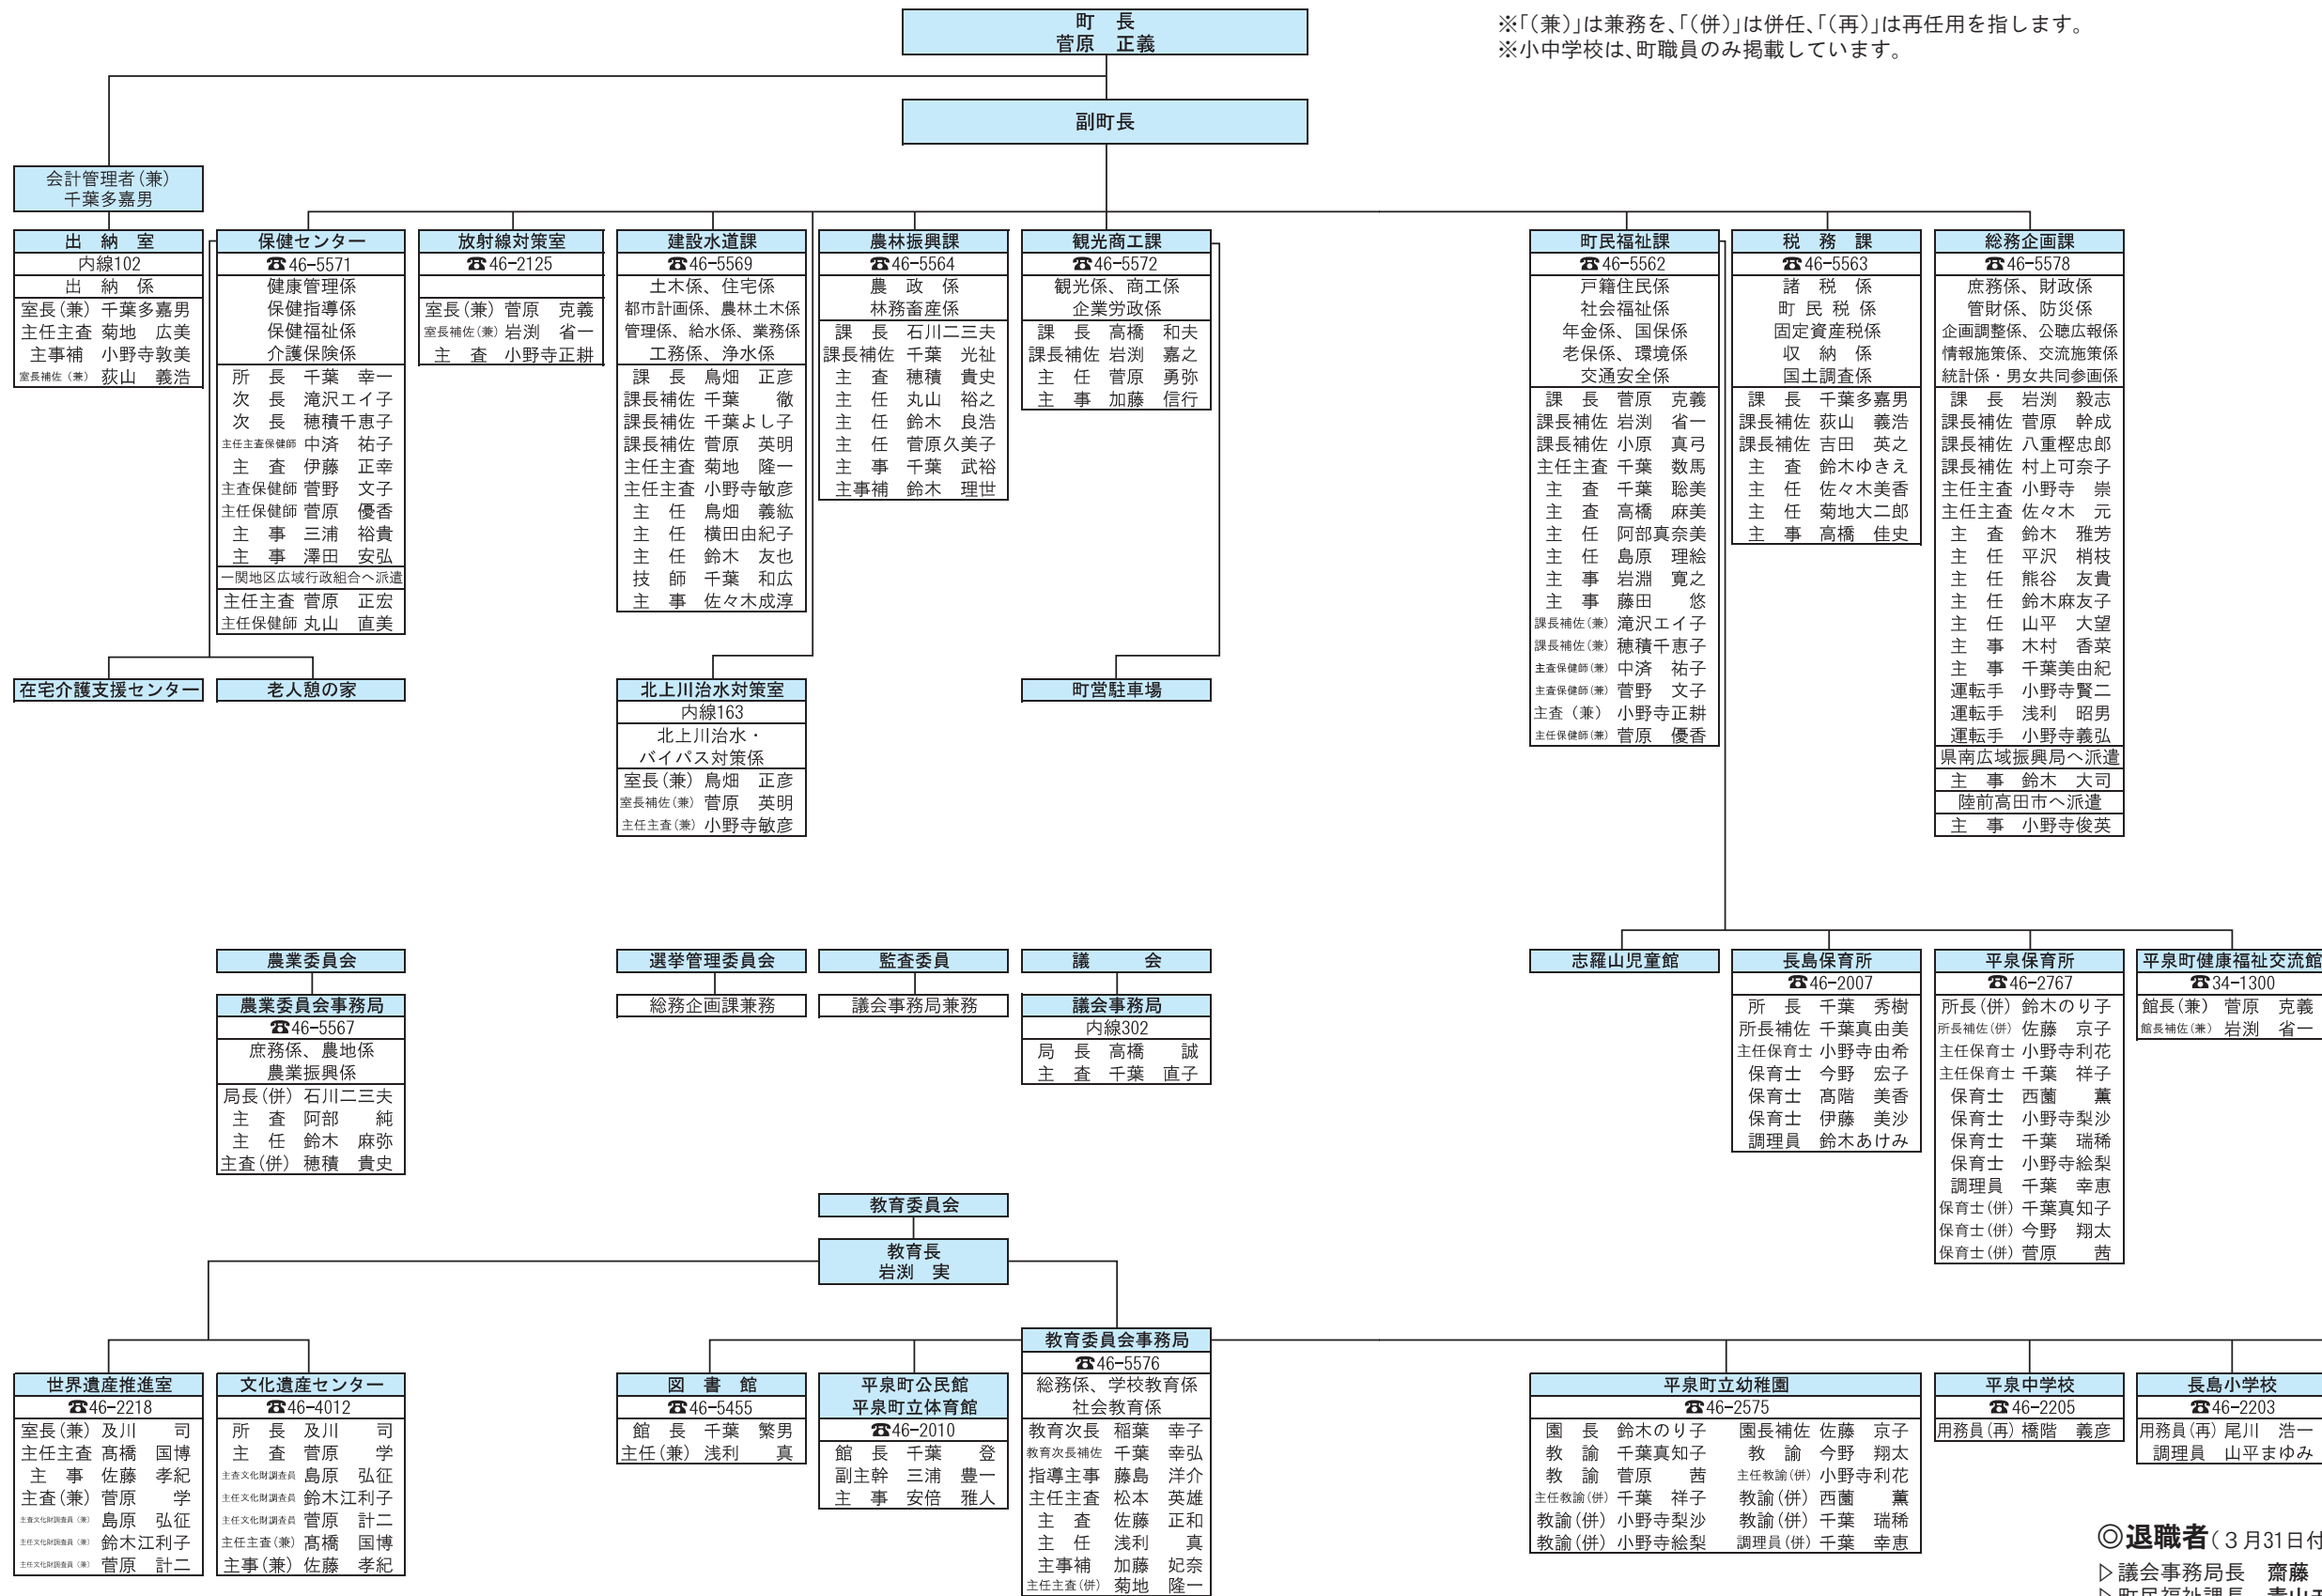 町　長
菅原　正義
※「（兼）」は兼務を、「（併）」は併任、「（再）」は再任用を指します。
※小中学校は、町職員のみ掲載しています。
副町長
会計管理者（兼）
千葉多嘉男
出　納　室
内線102
出　納　係
室長（兼） 千葉多嘉男
主任主査 菊地　広美
主事補 小野寺敦美
室長補佐（兼） 荻山　義浩
保健センター
☎46-5571
健康管理係
保健指導係
保健福祉係
介護保険係
所　長 千葉　幸一
次　長 滝沢エイ子
次　長 穂積千恵子
主任主査保健師 中済　祐子
主　査 伊藤　正幸
主査保健師 菅野　文子
主任保健師 菅原　優香
主　事 三浦　裕貴
主　事 澤田　安弘
一関地区広域行政組合へ派遣
主任主査 菅原　正宏
主任保健師 丸山　直美
放射線対策室
☎46-2125
室長（兼） 菅原　克義
室長補佐（兼） 岩渕　省一
主　査 小野寺正耕
建設水道課
☎46-5569
土木係、住宅係
都市計画係、農林土木係
管理係、給水係、業務係
工務係、浄水係
課　長 鳥畑　正彦
課長補佐 千葉　　徹
課長補佐 千葉よし子
課長補佐 菅原　英明
主任主査 菊地　隆一
主任主査 小野寺敏彦
主　任 鳥畑　義紘
主　任 横田由紀子
主　任 鈴木　友也
技　師 千葉　和広
主　事 佐々木成淳
農林振興課
☎46-5564
農　政　係
林務畜産係
課　長 石川二三夫
課長補佐 千葉　光祉
主　査 穂積　貴史
主　任 丸山　裕之
主　任 鈴木　良浩
主　任 菅原久美子
主　事 千葉　武裕
主事補 鈴木　理世
観光商工課
☎46-5572
観光係、商工係
企業労政係
課　長 高橋　和夫
課長補佐 岩渕　嘉之
主　任 菅原　勇弥
主　事 加藤　信行
町民福祉課
☎46-5562
戸籍住民係
社会福祉係
年金係、国保係
老保係、環境係
交通安全係
課　長 菅原　克義
課長補佐 岩渕　省一
課長補佐 小原　真弓
主任主査 千葉　数馬
主　査 千葉　聡美
主　査 高橋　麻美
主　任 阿部真奈美
主　任 島原　理絵
主　事 岩淵　寛之
主　事 藤田　　悠
課長補佐（兼） 滝沢エイ子
課長補佐（兼） 穂積千恵子
主査保健師（兼） 中済　祐子
主査保健師（兼） 菅野　文子
主査（兼） 小野寺正耕
主任保健師（兼） 菅原　優香
税　務　課
☎46-5563
諸　税　係
町 民 税 係
固定資産税係
収　納　係
国土調査係
課　長 千葉多嘉男
課長補佐 荻山　義浩
課長補佐 吉田　英之
主　査 鈴木ゆきえ
主　任 佐々木美香
主　任 菊地大二郎
主　事 高橋　佳史
総務企画課
☎46-5578
庶務係、財政係
管財係、防災係
企画調整係、公聴広報係
情報施策係、交流施策係
統計係・男女共同参画係
課　長 岩渕　毅志
課長補佐 菅原　幹成
課長補佐 八重樫忠郎
課長補佐 村上可奈子
主任主査 小野寺　崇
主任主査 佐々木　元
主　査 鈴木　雅芳
主　任 平沢　梢枝
主　任 熊谷　友貴
主　任 鈴木麻友子
主　任 山平　大望
主　事 木村　香菜
主　事 千葉美由紀
運転手 小野寺賢二
運転手 浅利　昭男
運転手 小野寺義弘
県南広域振興局へ派遣
主　事 鈴木　大司
陸前高田市へ派遣
主　事 小野寺俊英
在宅介護支援センター
老人憩の家
北上川治水対策室
内線163
北上川治水・
バイパス対策係
室長（兼） 鳥畑　正彦
室長補佐（兼） 菅原　英明
主任主査（兼） 小野寺敏彦
町営駐車場
農業委員会
農業委員会事務局
☎46-5567
庶務係、農地係
農業振興係
局長（併） 石川二三夫
主　査 阿部　　純
主　任 鈴木　麻弥
主査（併） 穂積　貴史
選挙管理委員会
総務企画課兼務
監査委員
議会事務局兼務
議　　会
議会事務局
内線302
局　長 高橋　　誠
主　査 千葉　直子
志羅山児童館
長島保育所
☎46-2007
所　長 千葉　秀樹
所長補佐 千葉真由美
主任保育士 小野寺由希
保育士 今野　宏子
保育士 髙階　美香
保育士 伊藤　美沙
調理員 鈴木あけみ
平泉保育所
☎46-2767
所長（併） 鈴木のり子
所長補佐（併） 佐藤　京子
主任保育士 小野寺利花
主任保育士 千葉　祥子
保育士 西薗　　薫
保育士 小野寺梨沙
保育士 千葉　瑞稀
保育士 小野寺絵梨
調理員 千葉　幸恵
保育士（併） 千葉真知子
保育士（併） 今野　翔太
保育士（併） 菅原　　茜
平泉町健康福祉交流館
☎34-1300
館長（兼） 菅原　克義
館長補佐（兼） 岩渕　省一
教育委員会
教育長
岩渕　実
世界遺産推進室
☎46-2218
室長（兼） 及川　　司
主任主査 髙橋　国博
主　事 佐藤　孝紀
主査（兼） 菅原　　学
主査文化財調査員（兼） 島原　弘征
主任文化財調査員（兼） 鈴木江利子
主任文化財調査員（兼） 菅原　計二
文化遺産センター
☎46-4012
所　長 及川　　司
主　査 菅原　　学
主査文化財調査員 島原　弘征
主任文化財調査員 鈴木江利子
主任文化財調査員 菅原　計二
主任主査（兼） 髙橋　国博
主事（兼） 佐藤　孝紀
図　書　館
☎46-5455
館　長 千葉　繁男
主任（兼） 浅利　　真
平泉町公民館
平泉町立体育館
☎46-2010
館　長 千葉　　登
副主幹 三浦　豊一
主　事 安倍　雅人
教育委員会事務局
☎46-5576
総務係、学校教育係
社会教育係
教育次長 稲葉　幸子
教育次長補佐 千葉　幸弘
指導主事 藤島　洋介
主任主査 松本　英雄
主　査 佐藤　正和
主　任 浅利　　真
主事補 加藤　妃奈
主任主査（併） 菊地　隆一
平泉町立幼稚園
☎46-2575
園　長 鈴木のり子 園長補佐 佐藤　京子
教　諭 千葉真知子 教　諭 今野　翔太
教　諭 菅原　　茜 主任教諭（併） 小野寺利花
主任教諭（併） 千葉　祥子 教諭（併） 西薗　　薫
教諭（併） 小野寺梨沙 教諭（併） 千葉　瑞稀
教諭（併） 小野寺絵梨 調理員（併） 千葉　幸恵
平泉中学校
☎46-2205
用務員（再） 橋階　義彦
長島小学校
☎46-2203
用務員（再） 尾川　浩一
調理員 山平まゆみ
◎退職者（３月31日付
▷議会事務局長　齋藤
▷町民福祉課長　青山